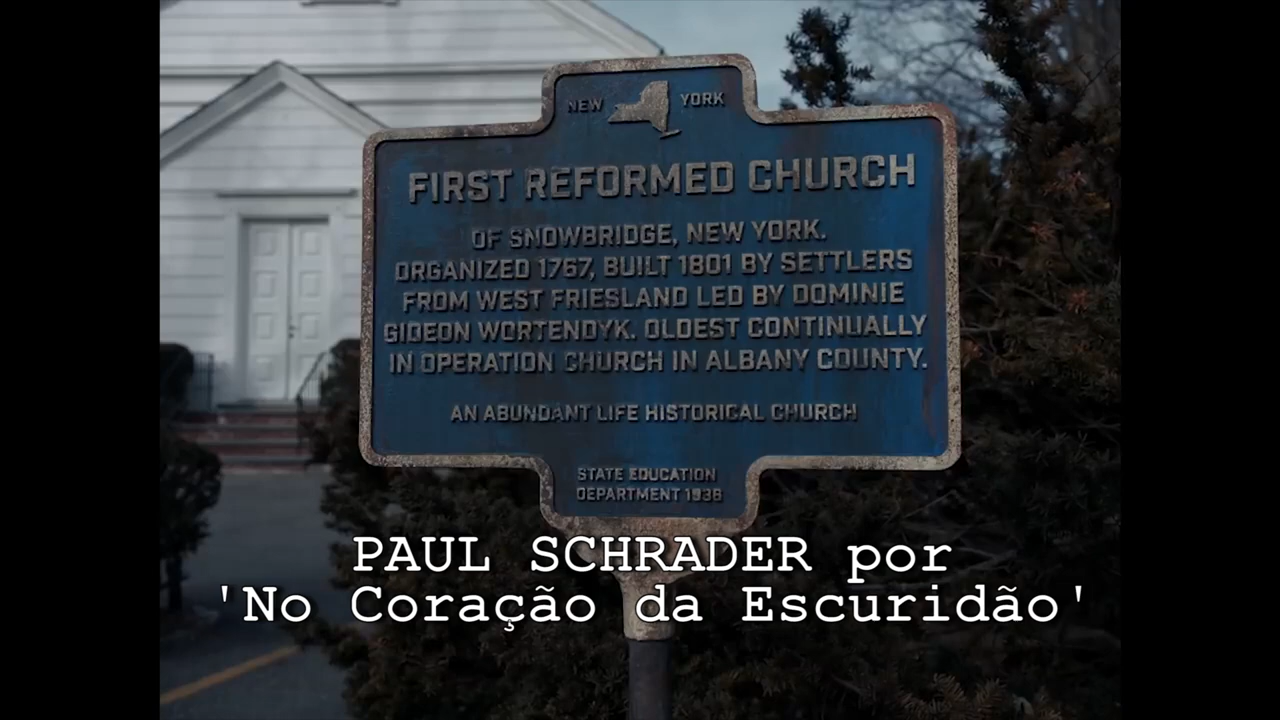 NEW YORK
FIRST REFORMED CHURCH
OF SNOWBRIDGE, NEW YORK.
ORGANIZED 1767, BUILT 1801 BY SETTLERS
FROM WEST FRIESLAND LED BY DOMINIE
GIDEON WORTENDYK. OLDEST CONTINUALLY
IN OPERATION CHURCH IN ALBANY COUNTY.
AN ABUNDANT LIFE HISTORICAL CHURCH
STATE EDUCATION
DEPARTMENT 1938
PAUL SCHRADER por
'No Coração da Escuridão'